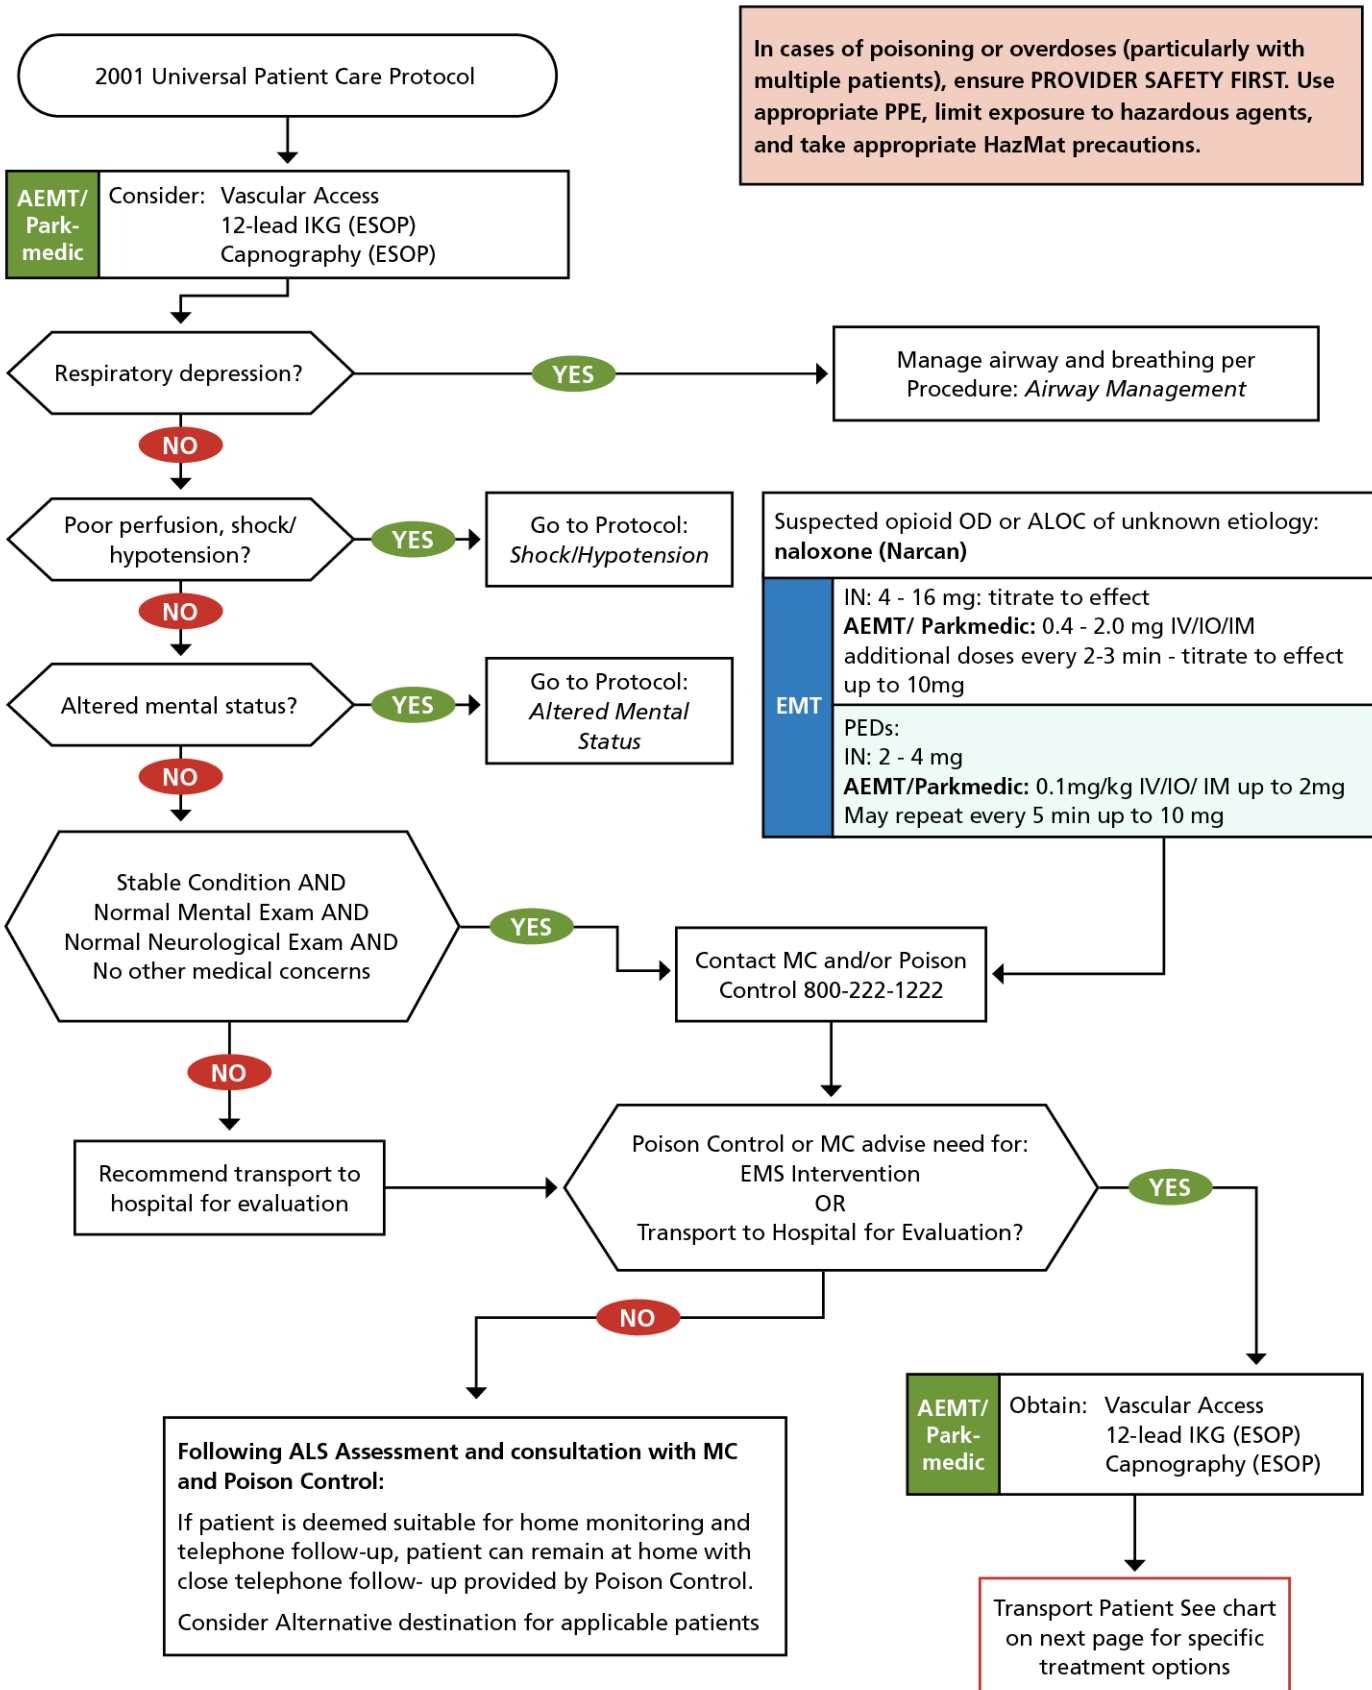 2001 Universal Patient Care Protocol
In cases of poisoning or overdoses (particularly with
multiple patients), ensure PROVIDER SAFETY FIRST. Use
appropriate PPE, limit exposure to hazardous agents,
and take appropriate HazMat precautions.
AEMT/
Park-
medic
Consider: Vascular Access
12-lead IKG (ESOP)
Capnography (ESOP)
Respiratory depression?
YES
Manage airway and breathing per
Procedure: Airway Management
NO
Poor perfusion, shock/
hypotension?
YES
Go to Protocol:
Shock/Hypotension
NO
Altered mental status?
YES
Go to Protocol:
Altered Mental
Status
NO
Suspected opioid OD or ALOC of unknown etiology:
naloxone (Narcan)
EMT
IN: 4 - 16 mg: titrate to effect
AEMT/ Parkmedic: 0.4 - 2.0 mg IV/IO/IM
additional doses every 2-3 min - titrate to effect
up to 10mg
PEDs:
IN: 2 - 4 mg
AEMT/Parkmedic: 0.1mg/kg IV/IO/ IM up to 2mg
May repeat every 5 min up to 10 mg
Stable Condition AND
Normal Mental Exam AND
Normal Neurological Exam AND
No other medical concerns
YES
Contact MC and/or Poison
Control 800-222-1222
NO
Recommend transport to
hospital for evaluation
Poison Control or MC advise need for:
EMS Intervention
OR
Transport to Hospital for Evaluation?
YES
NO
Following ALS Assessment and consultation with MC
and Poison Control:
If patient is deemed suitable for home monitoring and
telephone follow-up, patient can remain at home with
close telephone follow- up provided by Poison Control.
Consider Alternative destination for applicable patients
AEMT/
Park-
medic
Obtain: Vascular Access
12-lead IKG (ESOP)
Capnography (ESOP)
Transport Patient See chart
on next page for specific
treatment options